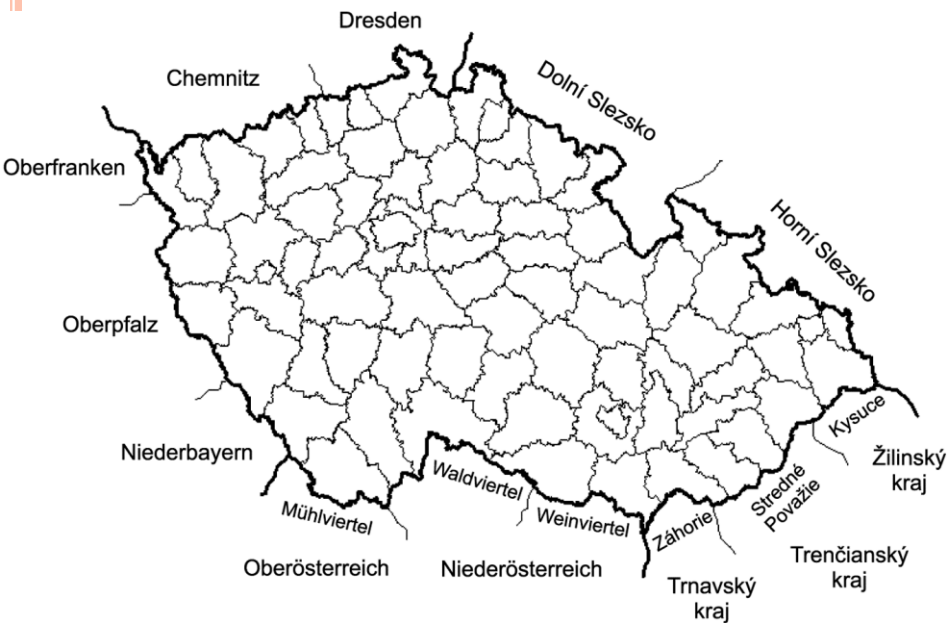 Dresden
Chemnitz
Dolní Slezsko
Oberfranken
Horní Slezsko
Oberpfalz
Niederbayern
Kysuce
Žilinský
kraj
Waldviertel
Stredné
Považie
Mühlviertel
Weinviertel
Záhorie
Oberösterreich
Niederösterreich
Trenčianský
kraj
Trnavský
kraj